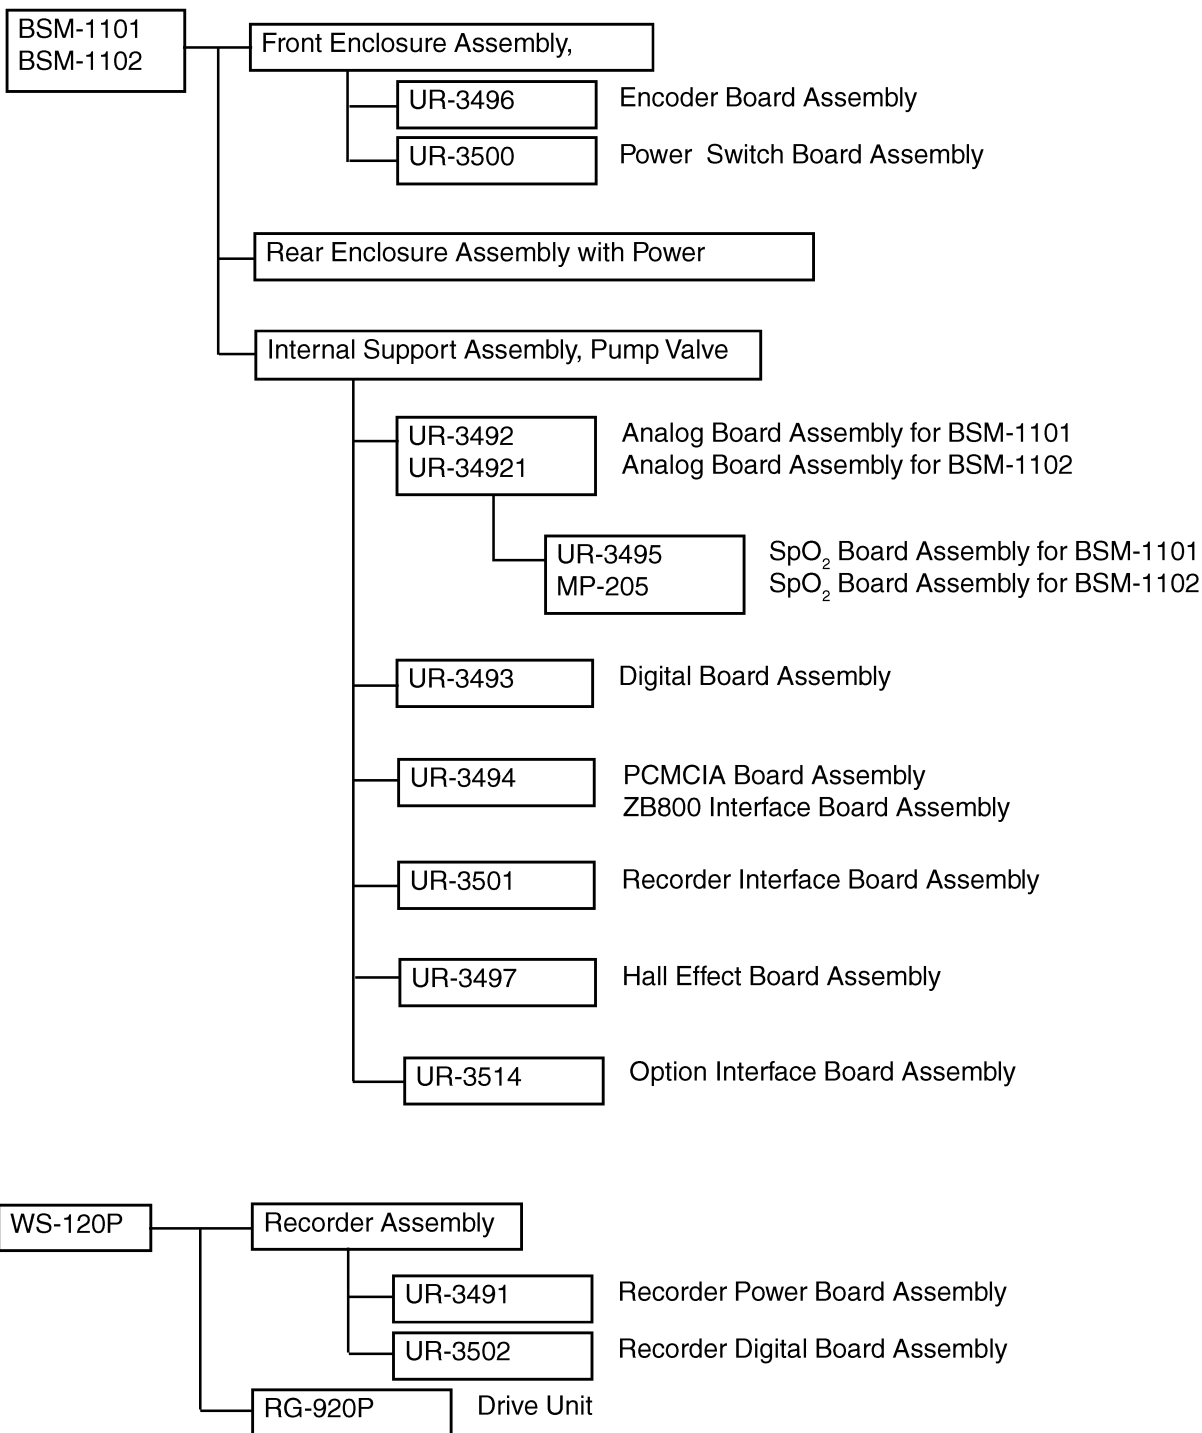 BSM-1101
BSM-1102
Front Enclosure Assembly,
UR-3496 Encoder Board Assembly
UR-3500 Power Switch Board Assembly
Rear Enclosure Assembly with Power
Internal Support Assembly, Pump Valve
UR-3492 Analog Board Assembly for BSM-1101
UR-34921 Analog Board Assembly for BSM-1102
UR-3495 SpO2 Board Assembly for BSM-1101
MP-205 SpO2 Board Assembly for BSM-1102
UR-3493 Digital Board Assembly
UR-3494 PCMCIA Board Assembly
ZB800 Interface Board Assembly
UR-3501 Recorder Interface Board Assembly
UR-3497 Hall Effect Board Assembly
UR-3514 Option Interface Board Assembly
WS-120P Recorder Assembly
UR-3491 Recorder Power Board Assembly
UR-3502 Recorder Digital Board Assembly
RG-920P Drive Unit